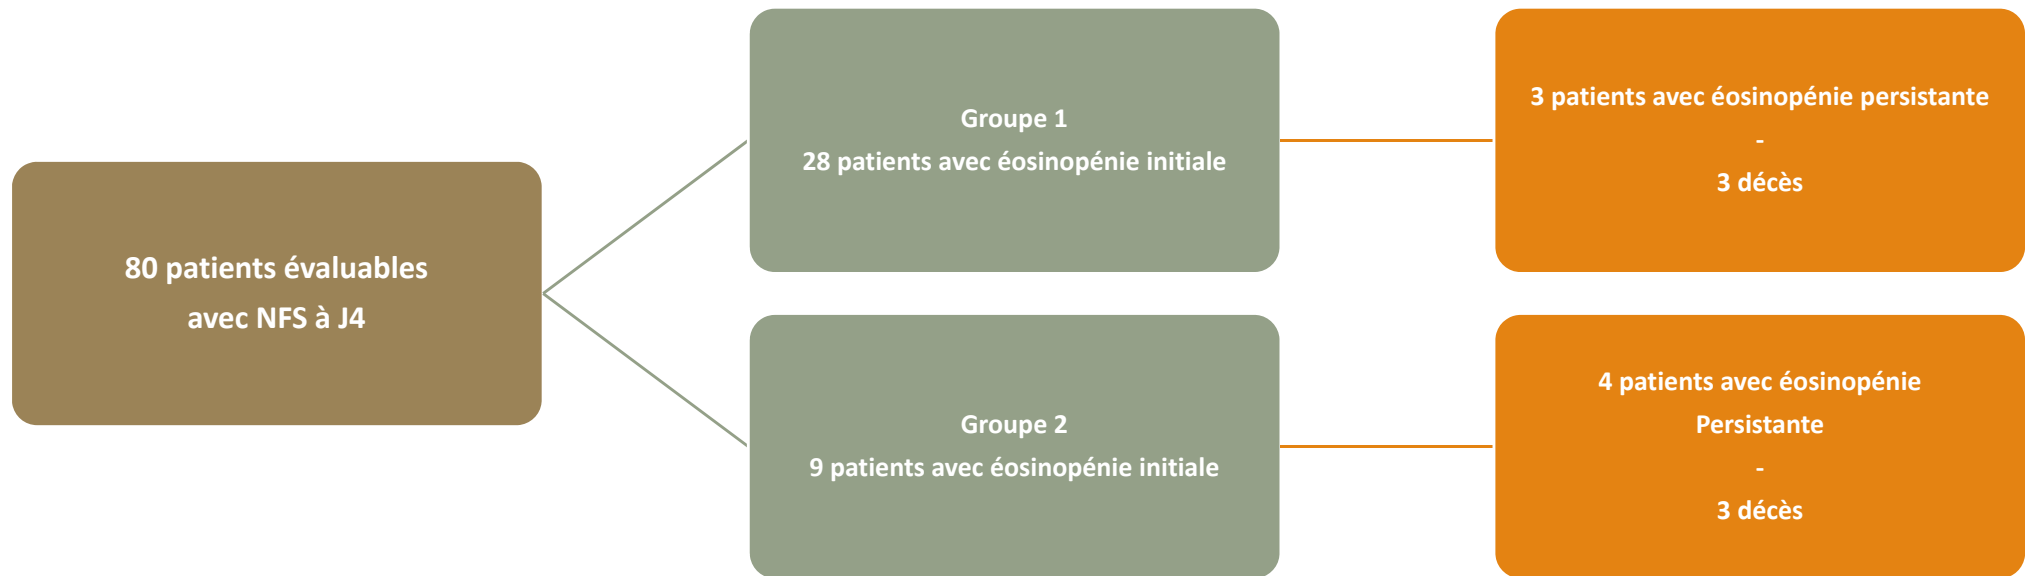 80 patients évaluables
avec NFS à J4
Groupe 1
28 patients avec éosinopénie initiale
3 patients avec éosinopénie persistante
-
3 décès
Groupe 2
9 patients avec éosinopénie initiale
4 patients avec éosinopénie
Persistante
-
3 décès